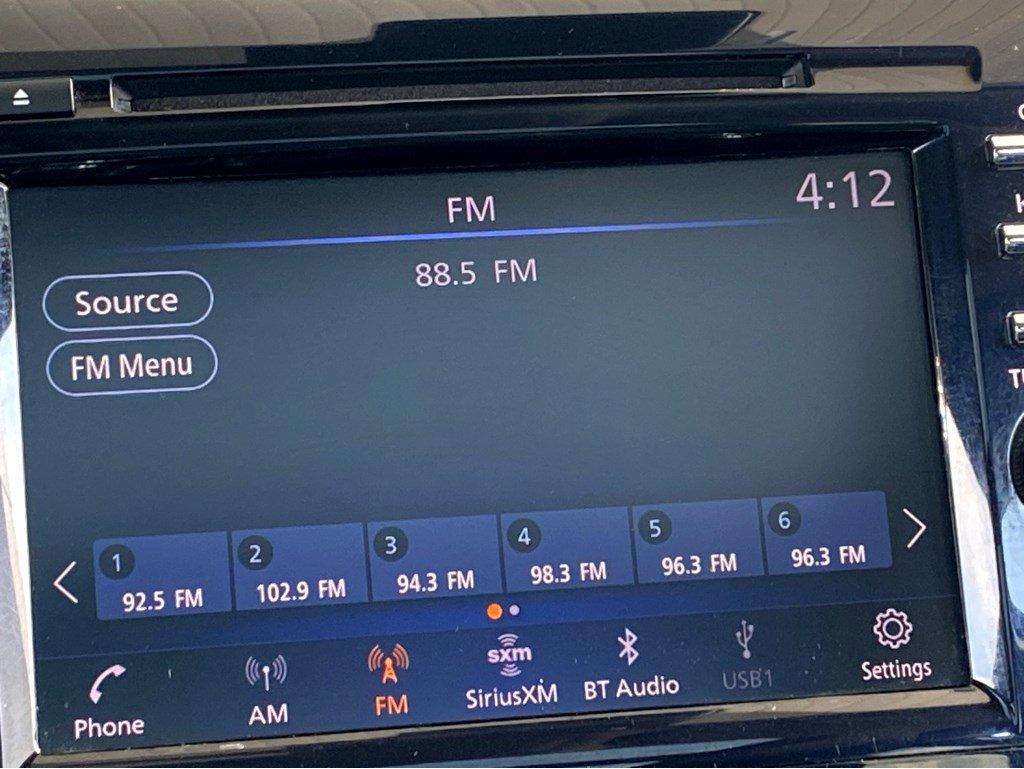 FM
4:12
88.5 FM
Source
FM Menu
1
2
3
4
5
6
92.5 FM
102.9 FM
94.3 FM
98.3 FM
96.3 FM
96.3 FM
sxm
Phone
AM
FM
SiriusXM
BT Audio
USB1
Settings